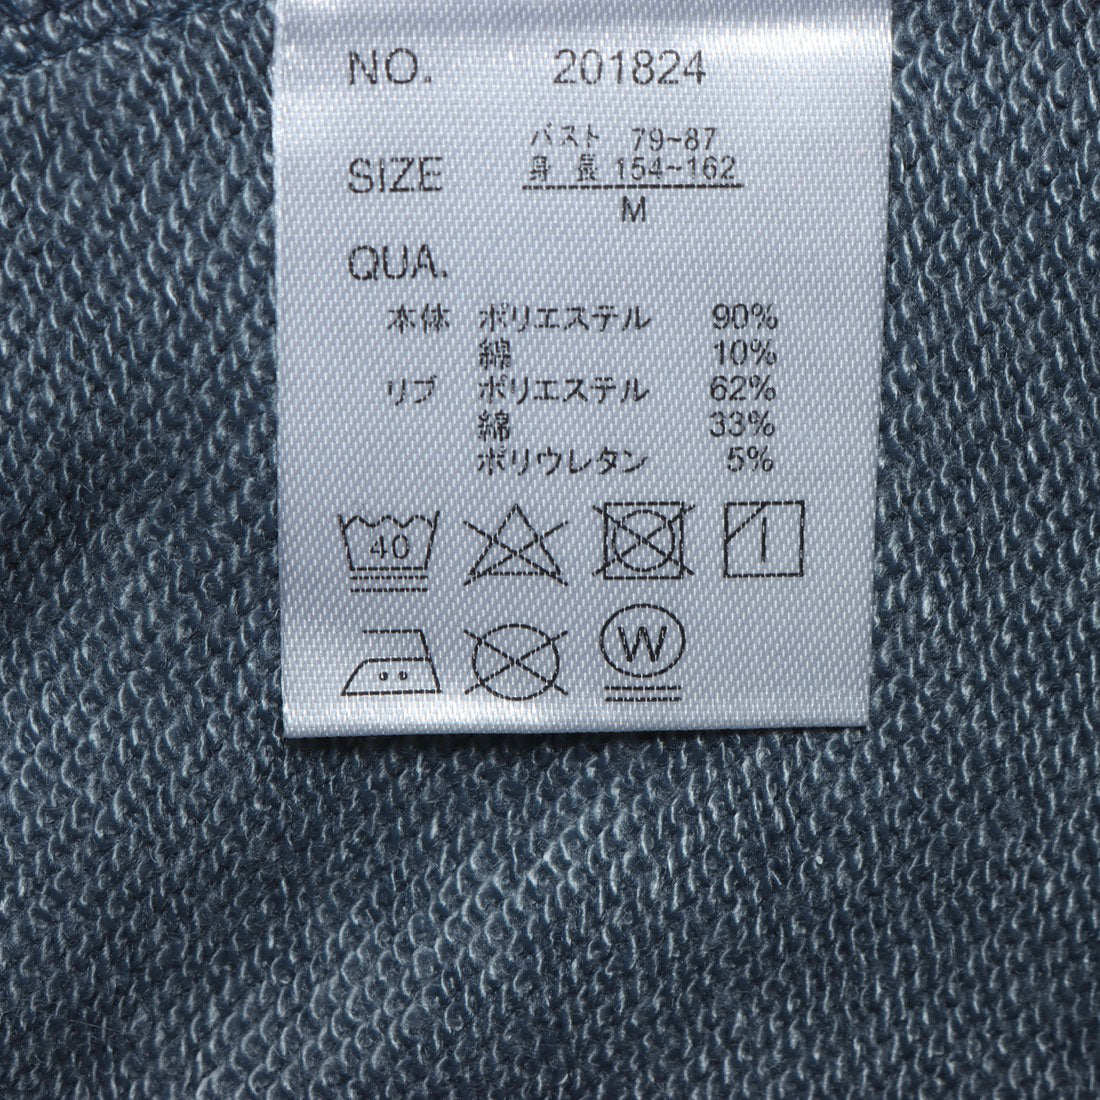 NO. 201824
バスト 79~87
SIZE 身長 154~162
M
QUA.
本体 ポリエステル 90%
綿 10%
リブ ポリエステル 62%
綿 33%
ポリウレタン 5%
40
W